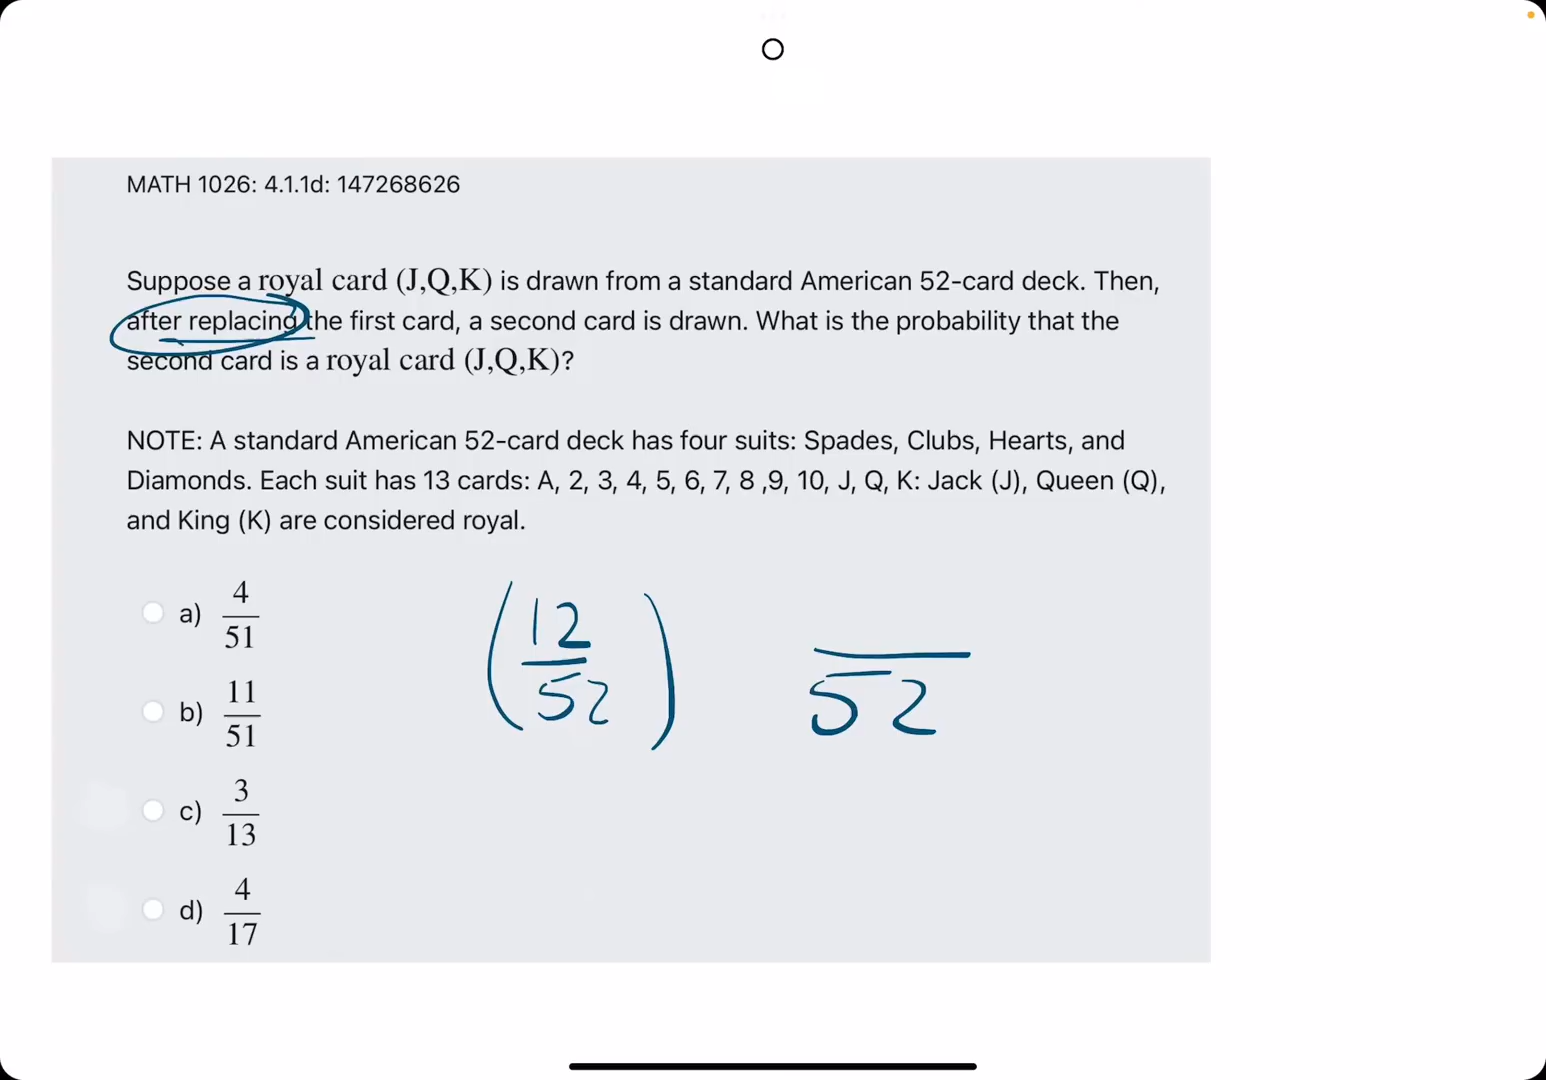 MATH 1026: 4.1.1d: 147268626
Suppose a royal card (J,Q,K) is drawn from a standard American 52-card deck. Then,
after replacing the first card, a second card is drawn. What is the probability that the
second card is a royal card (J,Q,K)?
NOTE: A standard American 52-card deck has four suits: Spades, Clubs, Hearts, and
Diamonds. Each suit has 13 cards: A, 2, 3, 4, 5, 6, 7, 8 ,9, 10, J, Q, K: Jack (J), Queen (Q),
and King (K) are considered royal.
a) 4/51
b) 11/51
c) 3/13
d) 4/17
(12/52)
/52